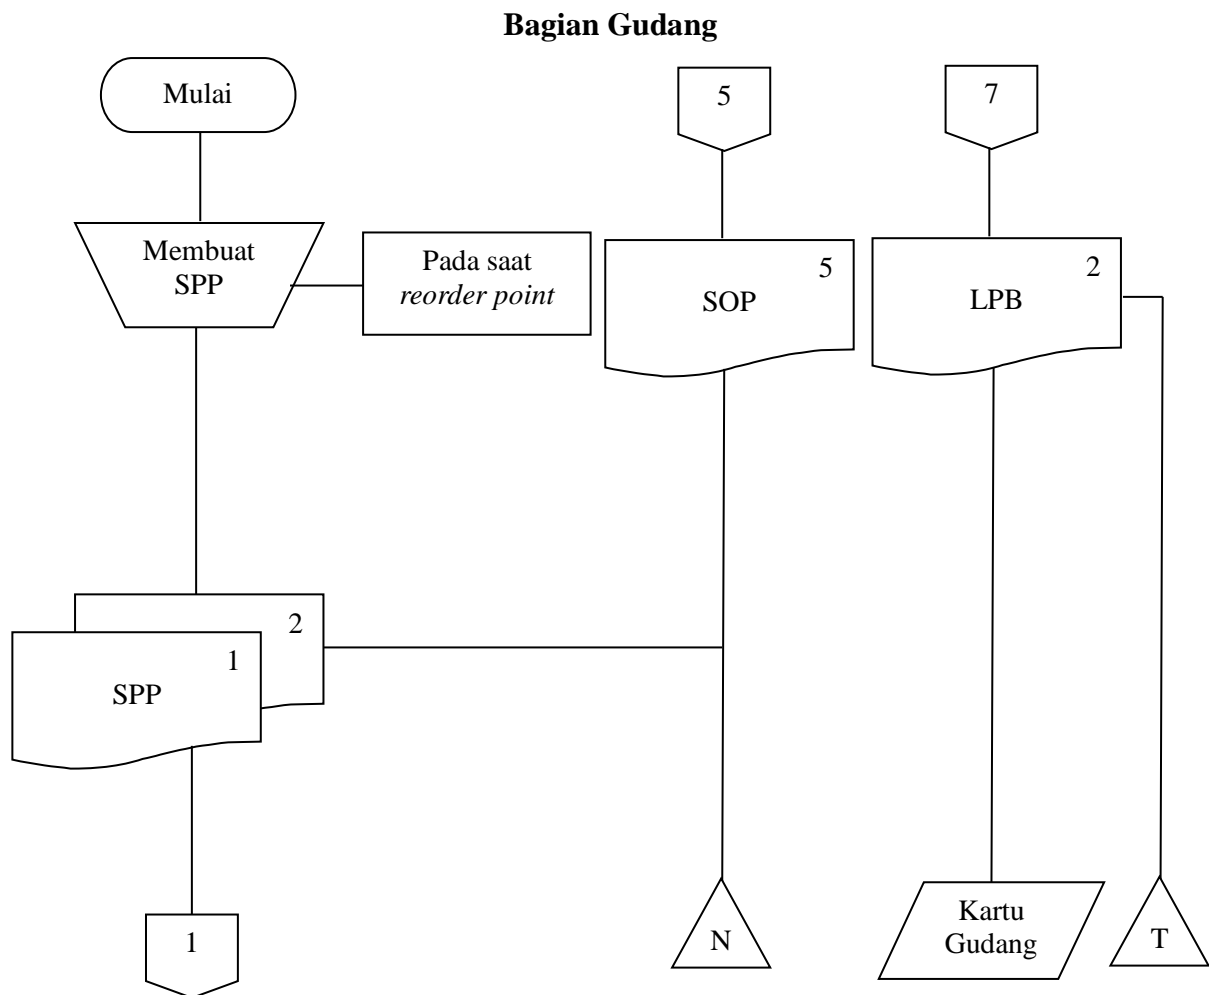 Bagian Gudang
Mulai
5
7
Membuat
SPP
Pada saat
reorder point
5
SOP
2
LPB
2
1
SPP
1
N
Kartu
Gudang
T